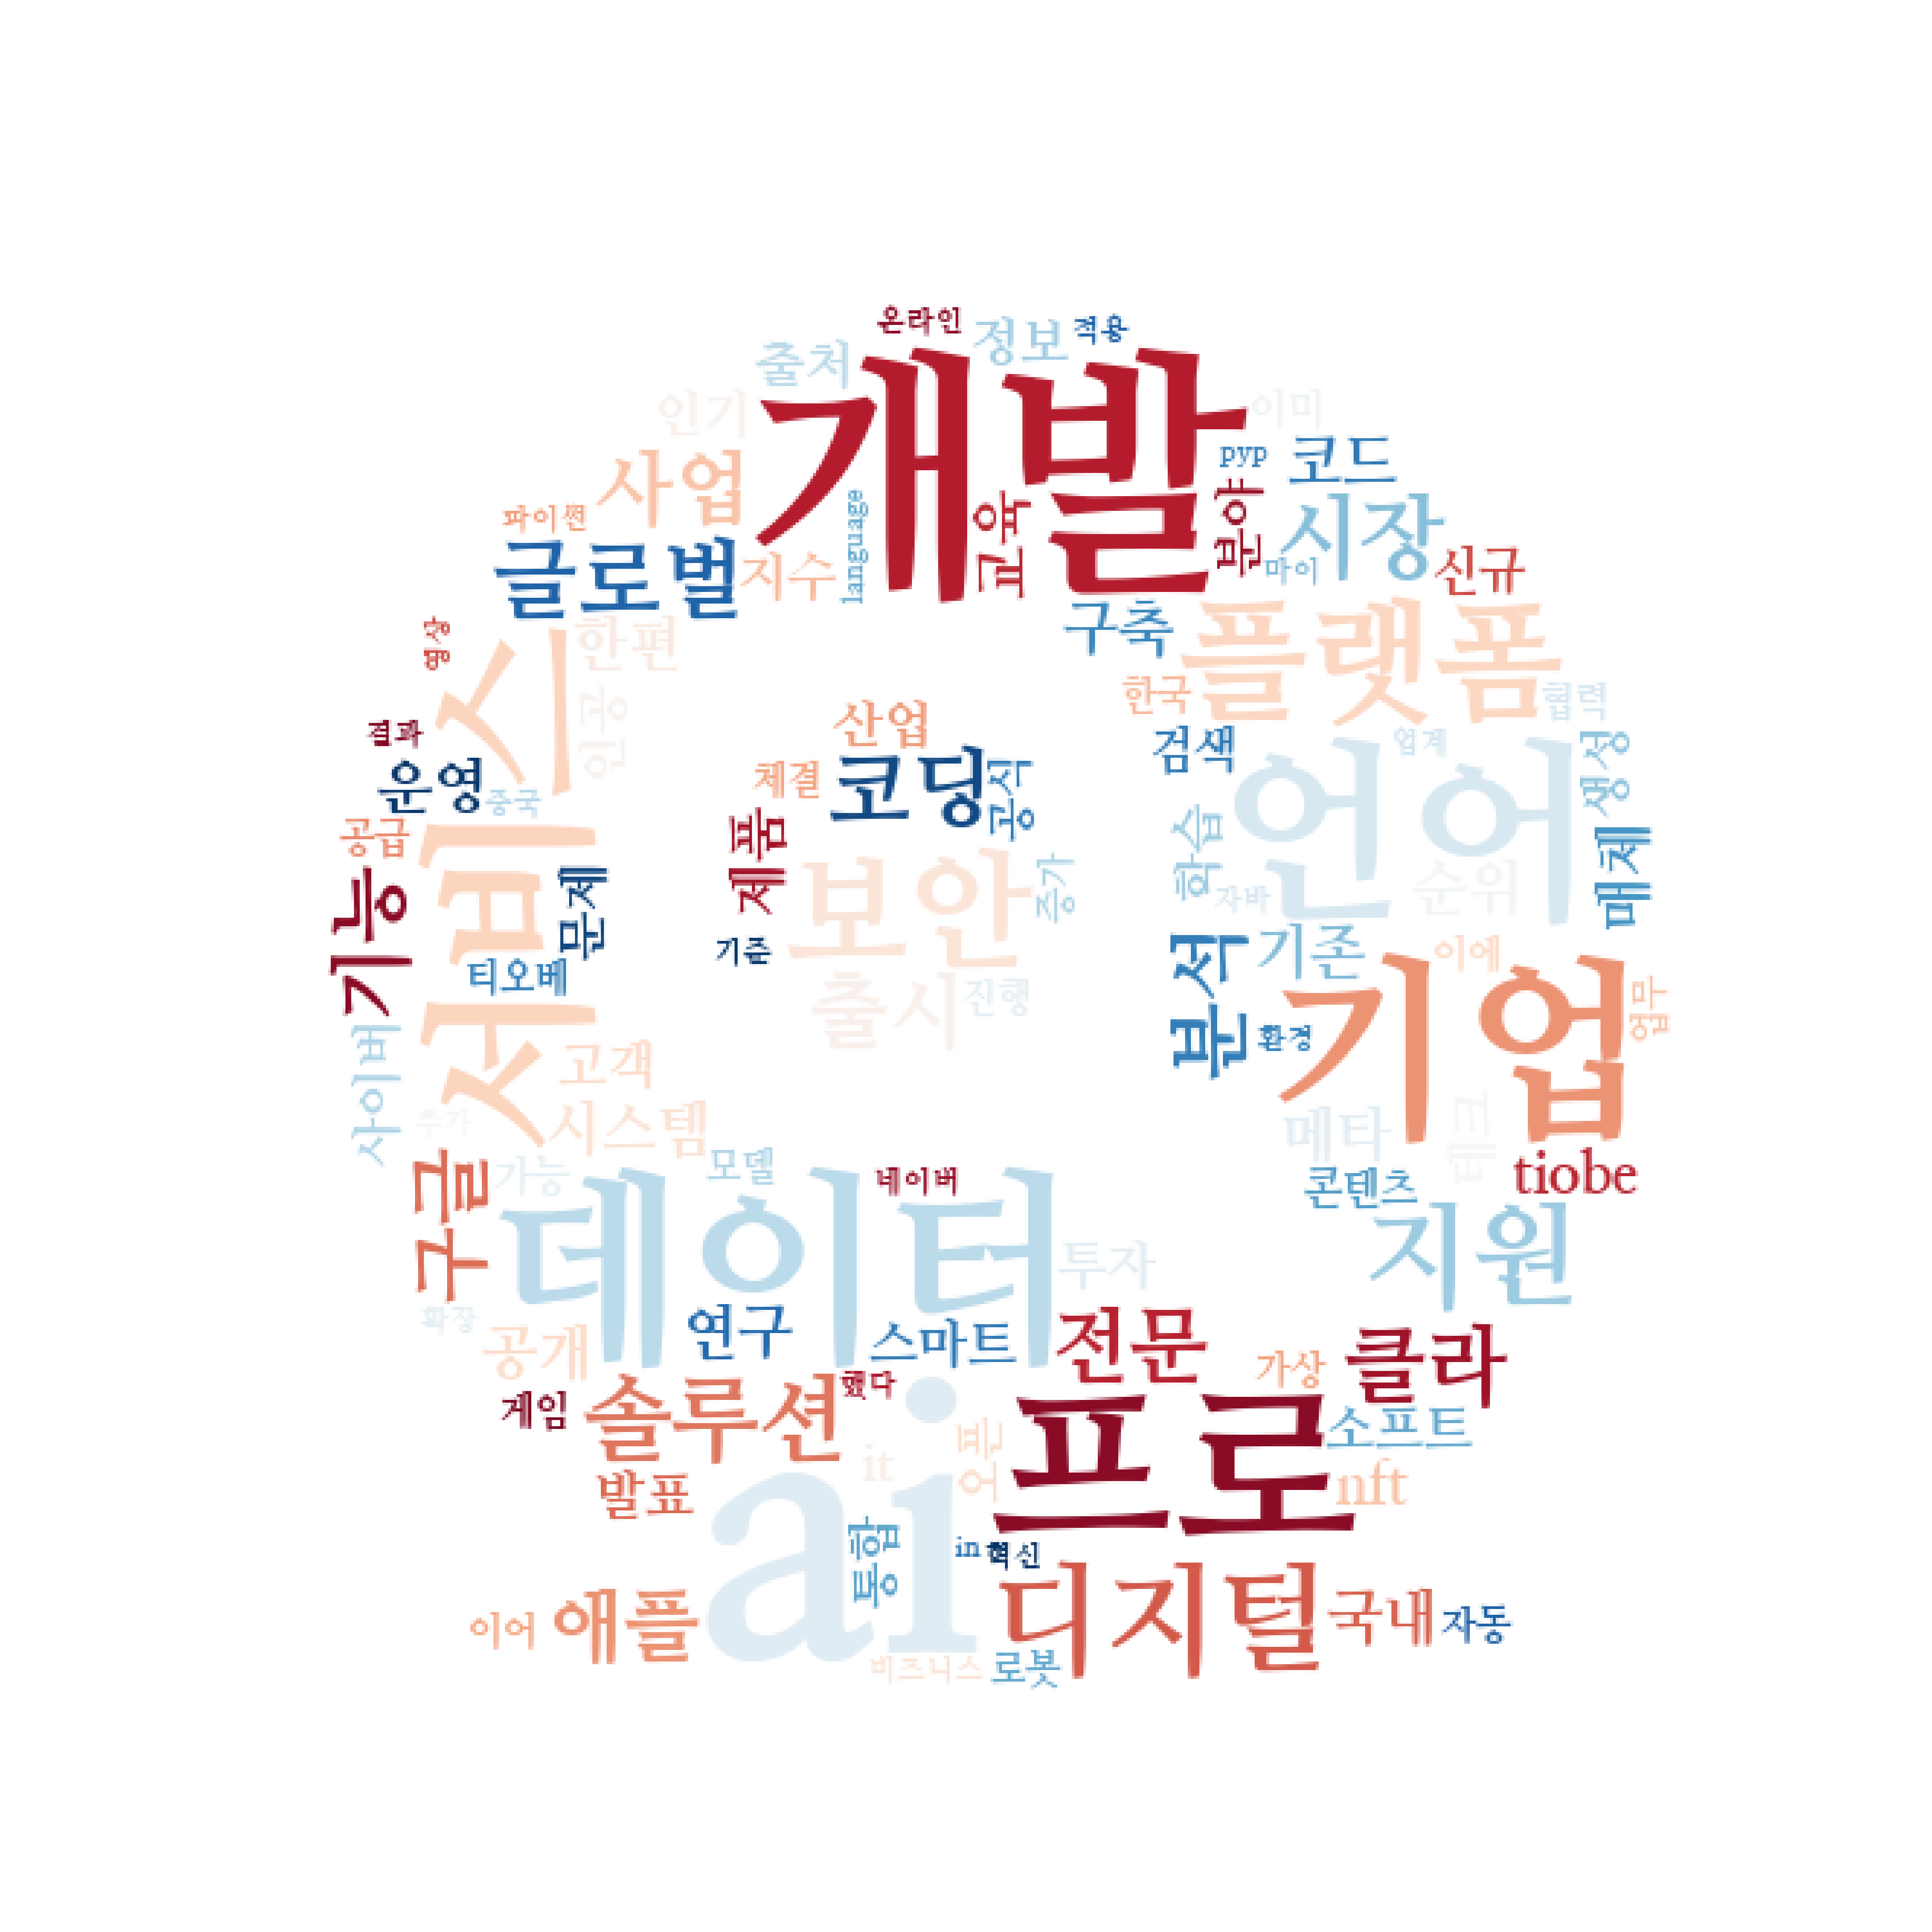 온라인
정보
적용
출처
개발
인기
이미
pyp
코드
사업
language
교육
분야
시장
파이썬
글로벌
지수
마이
신규
구축
플랫폼
영상
한편
인공
한국
협력
산업
결과
서비스
검색
언어
업계
생성
운영
중국
체결
코딩
공식
공급
제품
학습
매체
기능
문제
보안
증가
자바
순위
기준
분석
기존
이에
티오베
출시
진행
기업
업무
환경
사이버
고객
추가
시스템
메타
테크
tiobe
구글
가능
모델
네이버
콘텐츠
데이터
투자
지원
확장
공개
연구
스마트
전문
가상
클라
게임
솔루션
했다
ai
it
오픈
프로
소프트
nft
발표
통합
in
혁신
디지털
이어
애플
국내
자동
비즈니스
로봇